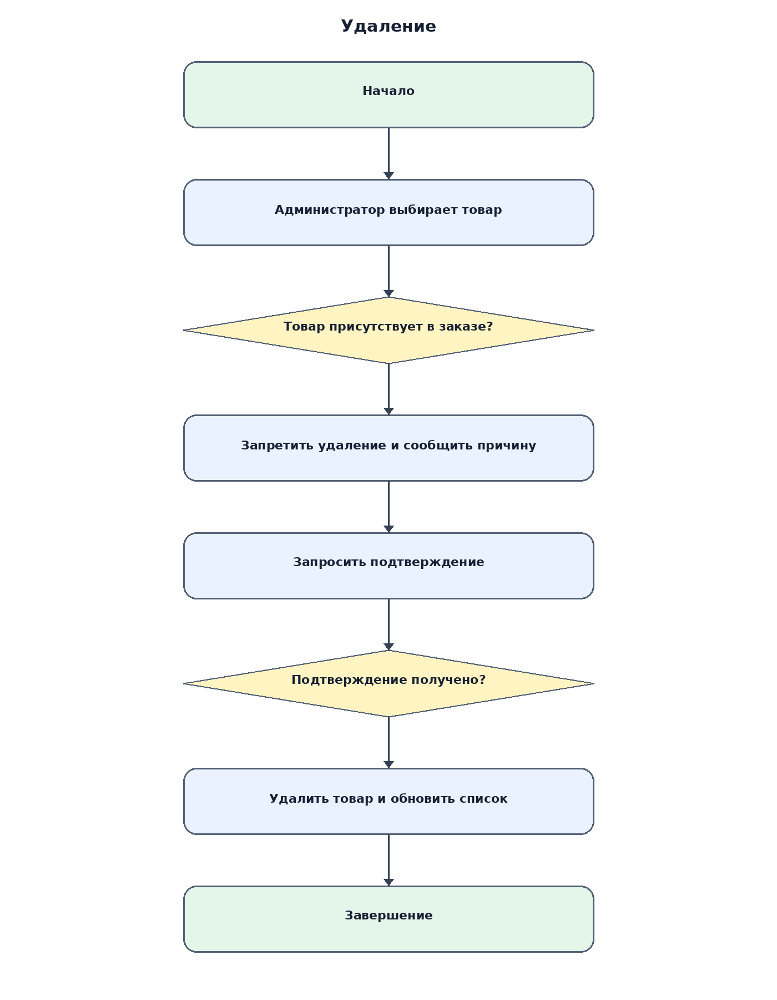 Удаление
Начало
Администратор выбирает товар
Товар присутствует в заказе?
Запретить удаление и сообщить причину
Запросить подтверждение
Подтверждение получено?
Удалить товар и обновить список
Завершение